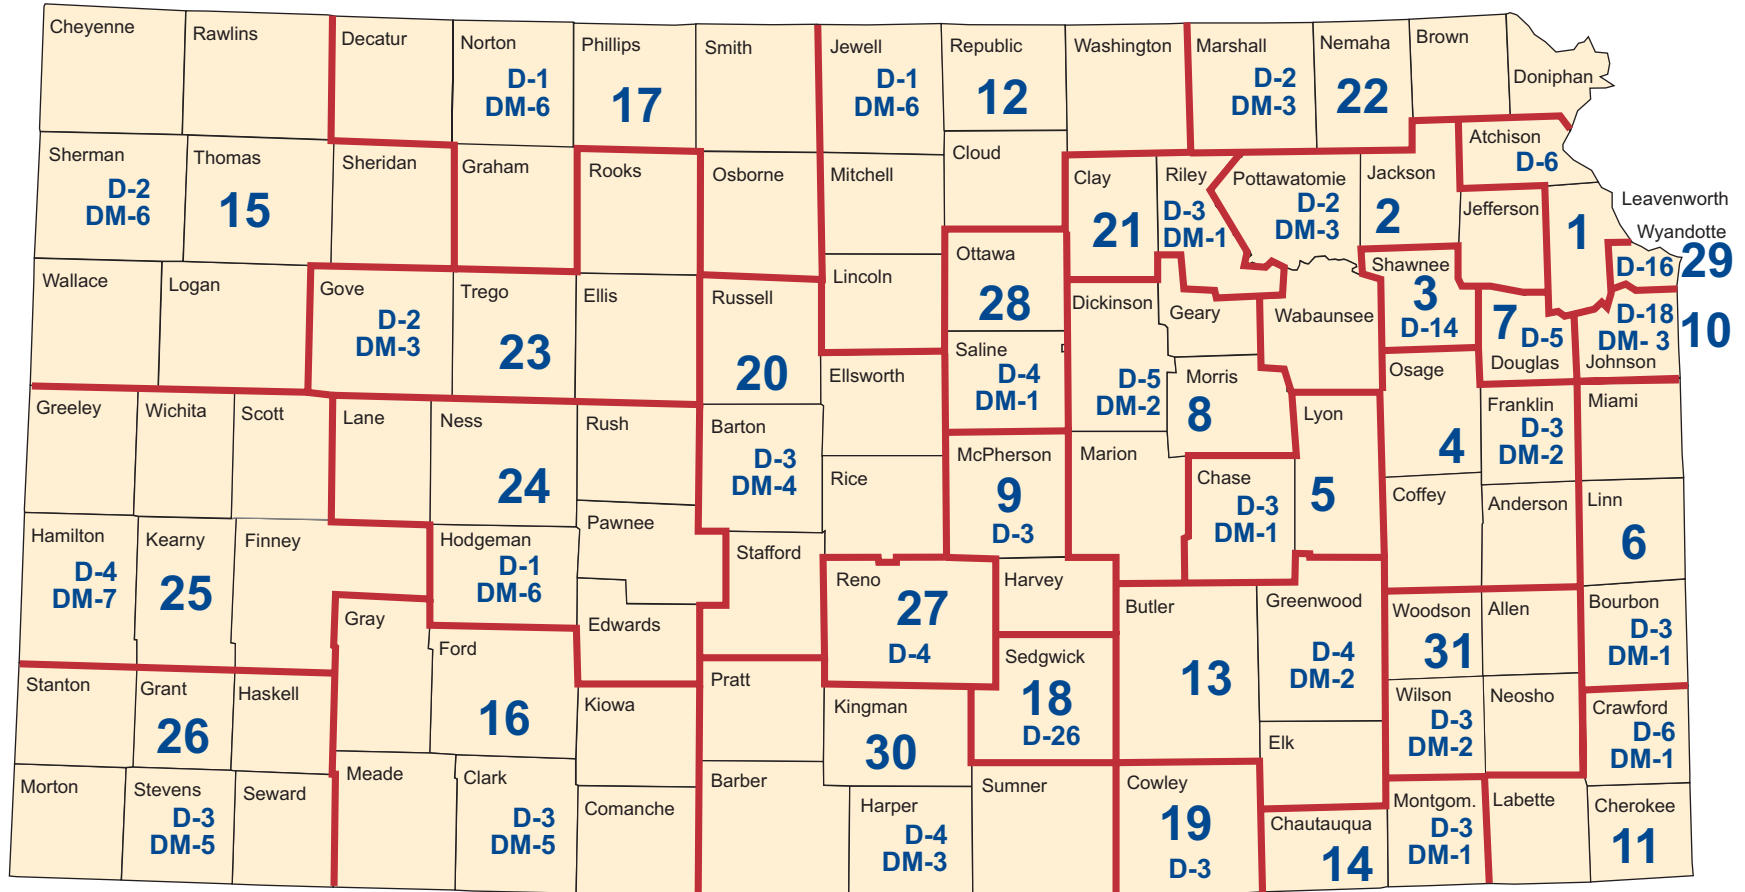 Cheyenne
Rawlins
Decatur
Norton
D-1
DM-6
Phillips
17
Smith
Jewell
D-1
DM-6
Republic
12
Washington
Marshall
D-2
DM-3
Nemaha
22
Brown
Doniphan
Atchison
D-6
Sherman
D-2
DM-6
Thomas
15
Sheridan
Graham
Rooks
Osborne
Mitchell
Cloud
Clay
21
Riley
D-3
DM-1
Pottawatomie
D-2
DM-3
Jackson
2
Jefferson
1
Leavenworth
Wyandotte
D-16
29
Wallace
Logan
Gove
D-2
DM-3
Trego
23
Ellis
Russell
20
Lincoln
Ottawa
28
Dickinson
D-5
DM-2
Geary
Wabaunsee
Shawnee
3
D-14
7
D-5
Douglas
D-18
DM- 3
Johnson
10
Greeley
Wichita
Scott
Lane
Ness
24
Rush
Barton
D-3
DM-4
Ellsworth
Saline
D-4
DM-1
Morris
8
Lyon
5
Osage
4
Franklin
D-3
DM-2
Miami
Hamilton
D-4
DM-7
Kearny
25
Finney
Hodgeman
D-1
DM-6
Pawnee
Stafford
Rice
McPherson
9
D-3
Marion
Chase
D-3
DM-1
Coffey
Anderson
Linn
6
Gray
Ford
16
Edwards
Reno
27
D-4
Harvey
Butler
13
Greenwood
D-4
DM-2
Woodson
31
Allen
Bourbon
D-3
DM-1
Stanton
Grant
26
Haskell
Kiowa
Pratt
Kingman
30
Sedgwick
18
D-26
Elk
Wilson
D-3
DM-2
Neosho
Crawford
D-6
DM-1
Morton
Stevens
D-3
DM-5
Seward
Meade
Clark
D-3
DM-5
Comanche
Barber
Harper
D-4
DM-3
Sumner
Cowley
19
D-3
Chautauqua
14
Montgom.
D-3
DM-1
Labette
Cherokee
11